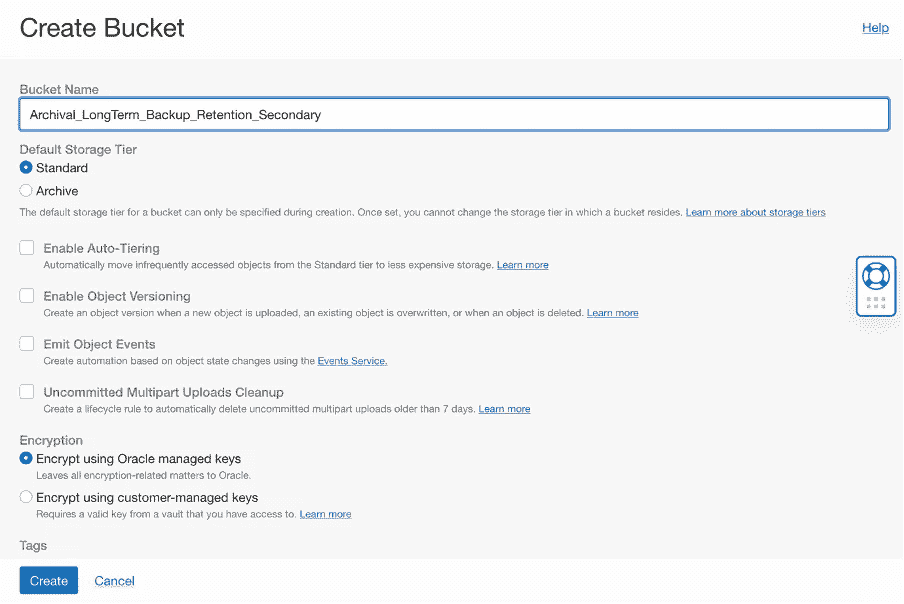 Create Bucket
Help
Bucket Name
Archival_LongTerm_Backup_Retention_Secondary
Default Storage Tier
Standard
Archive
The default storage tier for a bucket can only be specified during creation. Once set, you cannot change the storage tier in which a bucket resides. Learn more about storage tiers
Enable Auto-Tiering
Automatically move infrequently accessed objects from the Standard tier to less expensive storage. Learn more
Enable Object Versioning
Create an object version when a new object is uploaded, an existing object is overwritten, or when an object is deleted. Learn more
Emit Object Events
Create automation based on object state changes using the Events Service.
Uncommitted Multipart Uploads Cleanup
Create a lifecycle rule to automatically delete uncommitted multipart uploads older than 7 days. Learn more
Encryption
Encrypt using Oracle managed keys
Leaves all encryption-related matters to Oracle.
Encrypt using customer-managed keys
Requires a valid key from a vault that you have access to. Learn more
Tags
Create Cancel